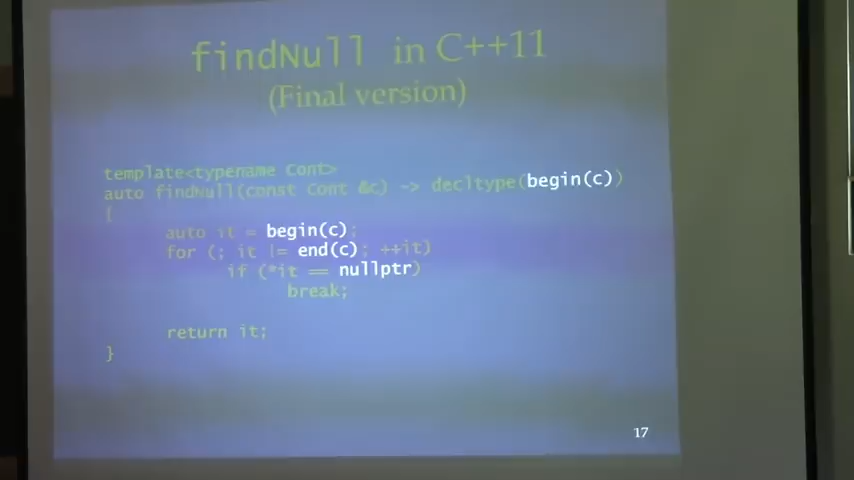 findNull in C++11
(Final version)
template<typename Cont>
auto findNull(const Cont &c) -> decltype(begin(c))
{
auto it = begin(c);
for (; it != end(c); ++it)
if (*it == nullptr)
break;
return it;
}
17